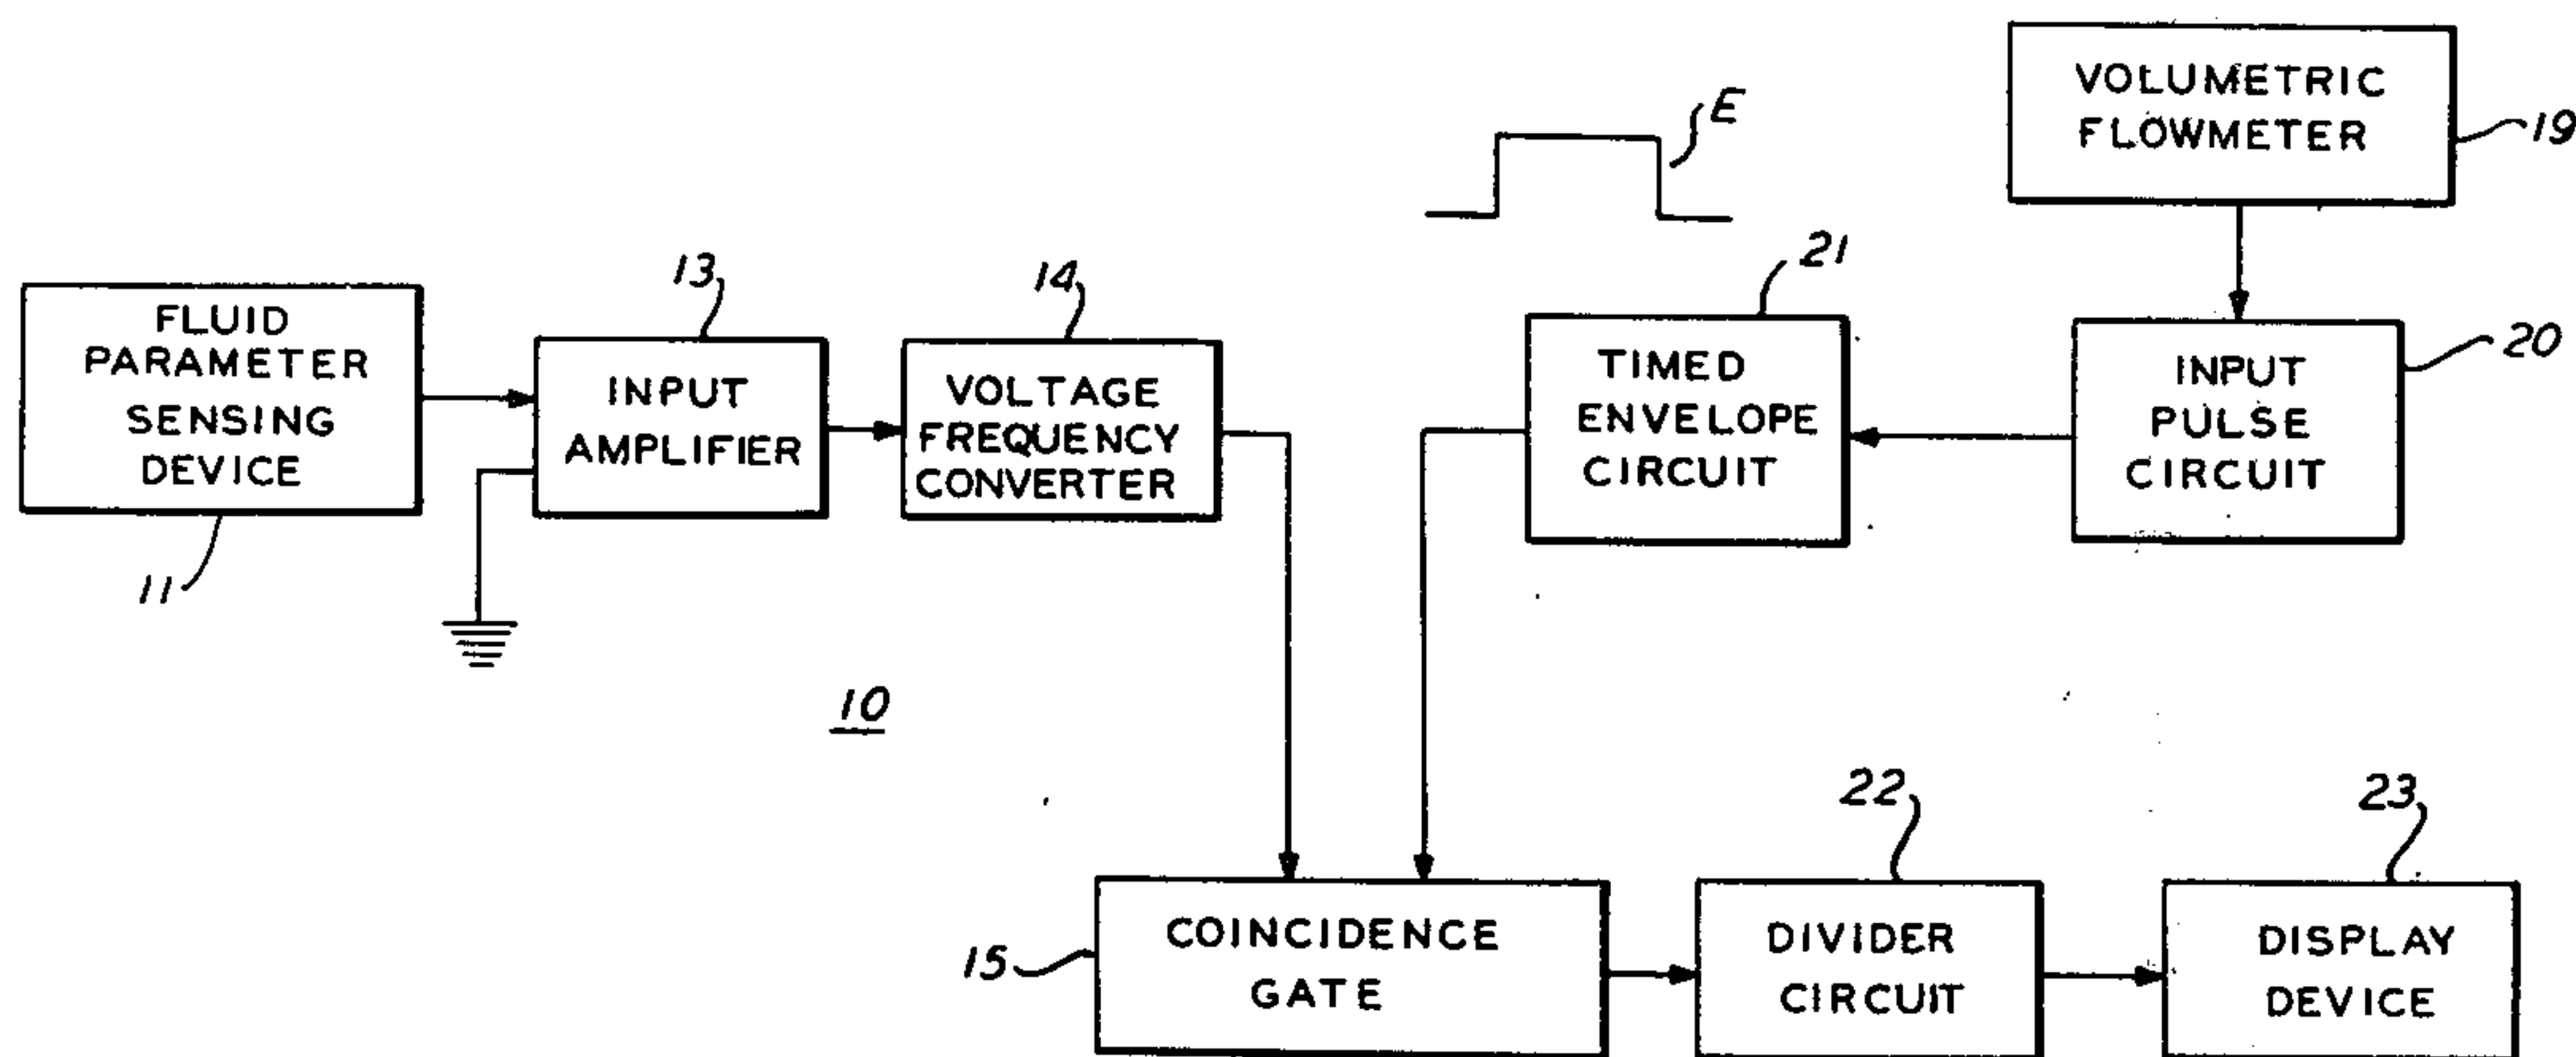 VOLUMETRIC
FLOWMETER
19
E
FLUID
PARAMETER
SENSING
DEVICE
11
13
INPUT
AMPLIFIER
14
VOLTAGE
FREQUENCY
CONVERTER
21
TIMED
ENVELOPE
CIRCUIT
20
INPUT
PULSE
CIRCUIT
10
15
COINCIDENCE
GATE
22
DIVIDER
CIRCUIT
23
DISPLAY
DEVICE